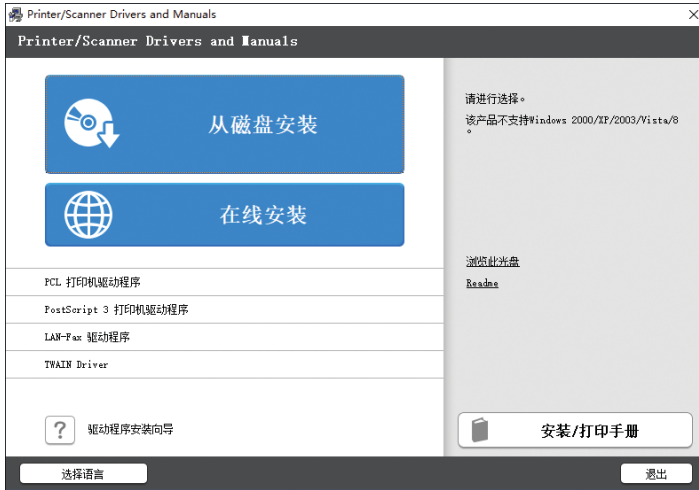 Printer/Scanner Drivers and Manuals
Printer/Scanner Drivers and Manuals
从磁盘安装
在线安装
PCL 打印机驱动程序
PostScript 3 打印机驱动程序
LAN-Fax 驱动程序
TWAIN Driver
? 驱动程序安装向导
请进行选择。
该产品不支持Windows 2000/XP/2003/Vista/8
。
浏览此光盘
Readme
安装/打印手册
选择语言
退出